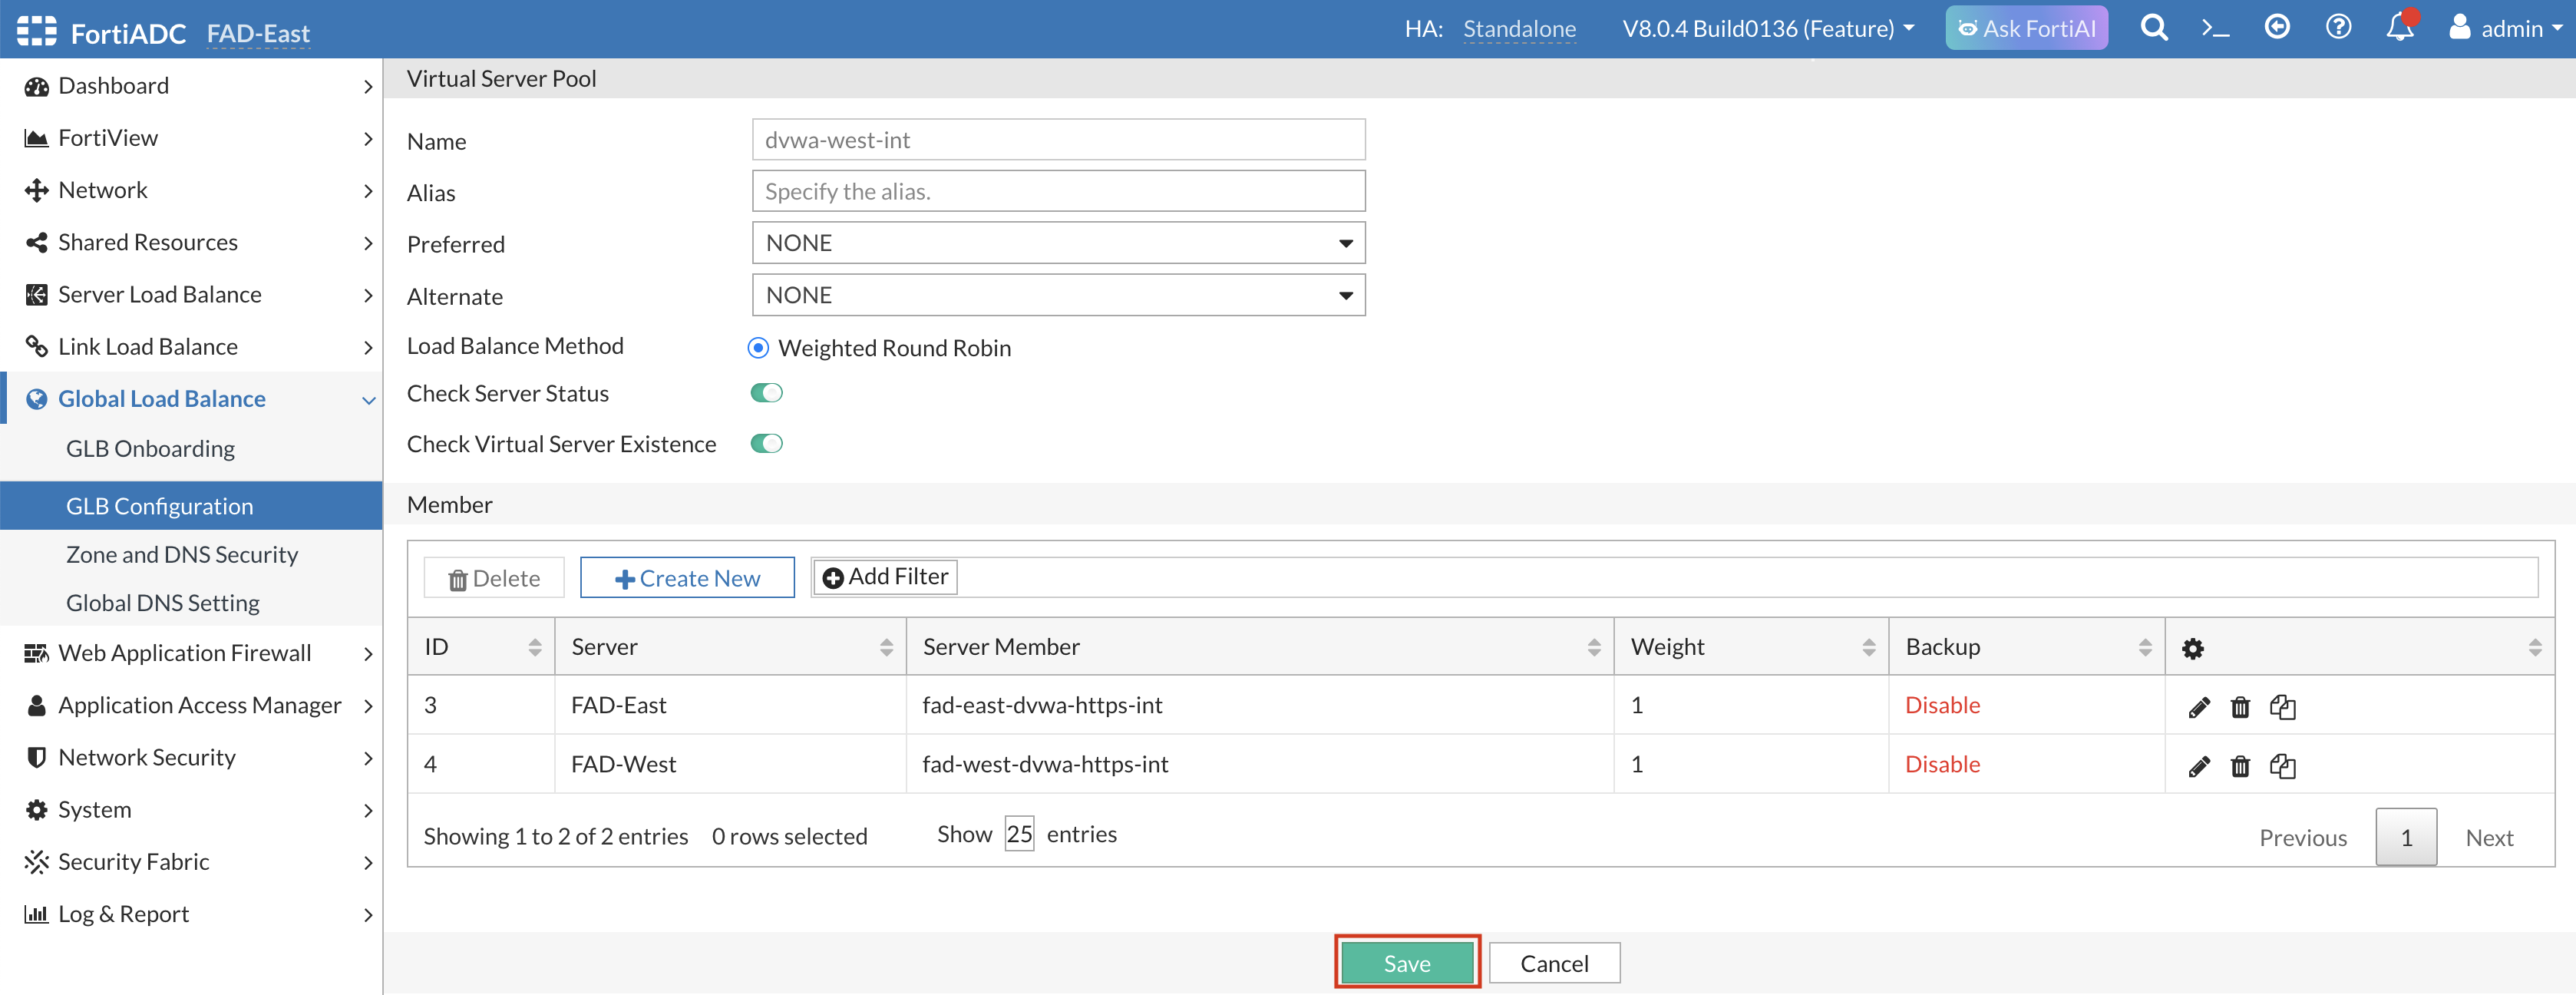 FortiADC FAD-East HA: Standalone V8.0.4 Build0136 (Feature) Ask FortiAI admin
Dashboard
FortiView
Network
Shared Resources
Server Load Balance
Link Load Balance
Global Load Balance
GLB Onboarding
GLB Configuration
Zone and DNS Security
Global DNS Setting
Web Application Firewall
Application Access Manager
Network Security
System
Security Fabric
Log & Report
Virtual Server Pool
Name dvwa-west-int
Alias Specify the alias.
Preferred NONE
Alternate NONE
Load Balance Method Weighted Round Robin
Check Server Status
Check Virtual Server Existence
Member
Delete Create New Add Filter
ID Server Server Member Weight Backup
3 FAD-East fad-east-dvwa-https-int 1 Disable
4 FAD-West fad-west-dvwa-https-int 1 Disable
Showing 1 to 2 of 2 entries 0 rows selected Show 25 entries Previous 1 Next
Save Cancel